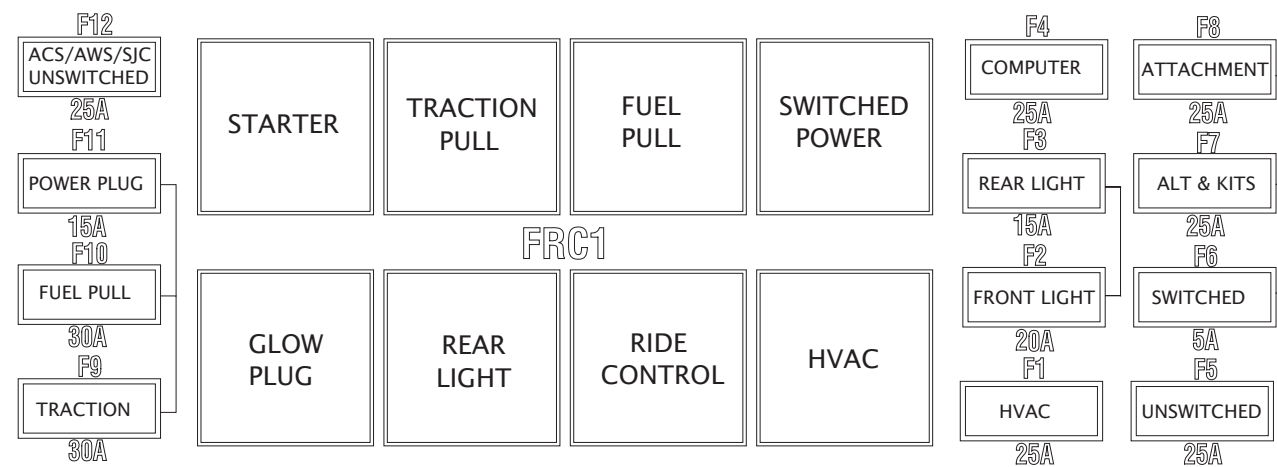 F12
ACS/AWS/SJC
UNSWITCHED
25A
F11
POWER PLUG
15A
F10
FUEL PULL
30A
F9
TRACTION
30A
STARTER
TRACTION
PULL
FUEL
PULL
SWITCHED
POWER
FRC1
GLOW
PLUG
REAR
LIGHT
RIDE
CONTROL
HVAC
F4
COMPUTER
25A
F3
REAR LIGHT
15A
F2
FRONT LIGHT
20A
F1
HVAC
25A
F8
ATTACHMENT
25A
F7
ALT & KITS
25A
F6
SWITCHED
5A
F5
UNSWITCHED
25A